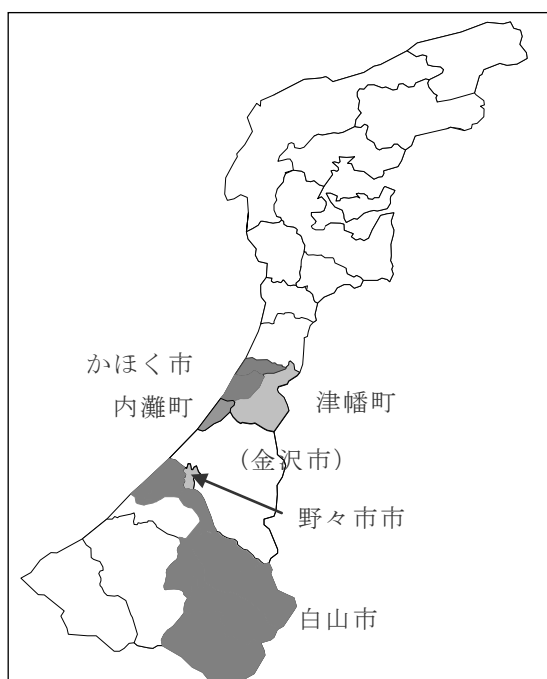 かほく市
内灘町
津幡町
（金沢市）
野々市市
白山市